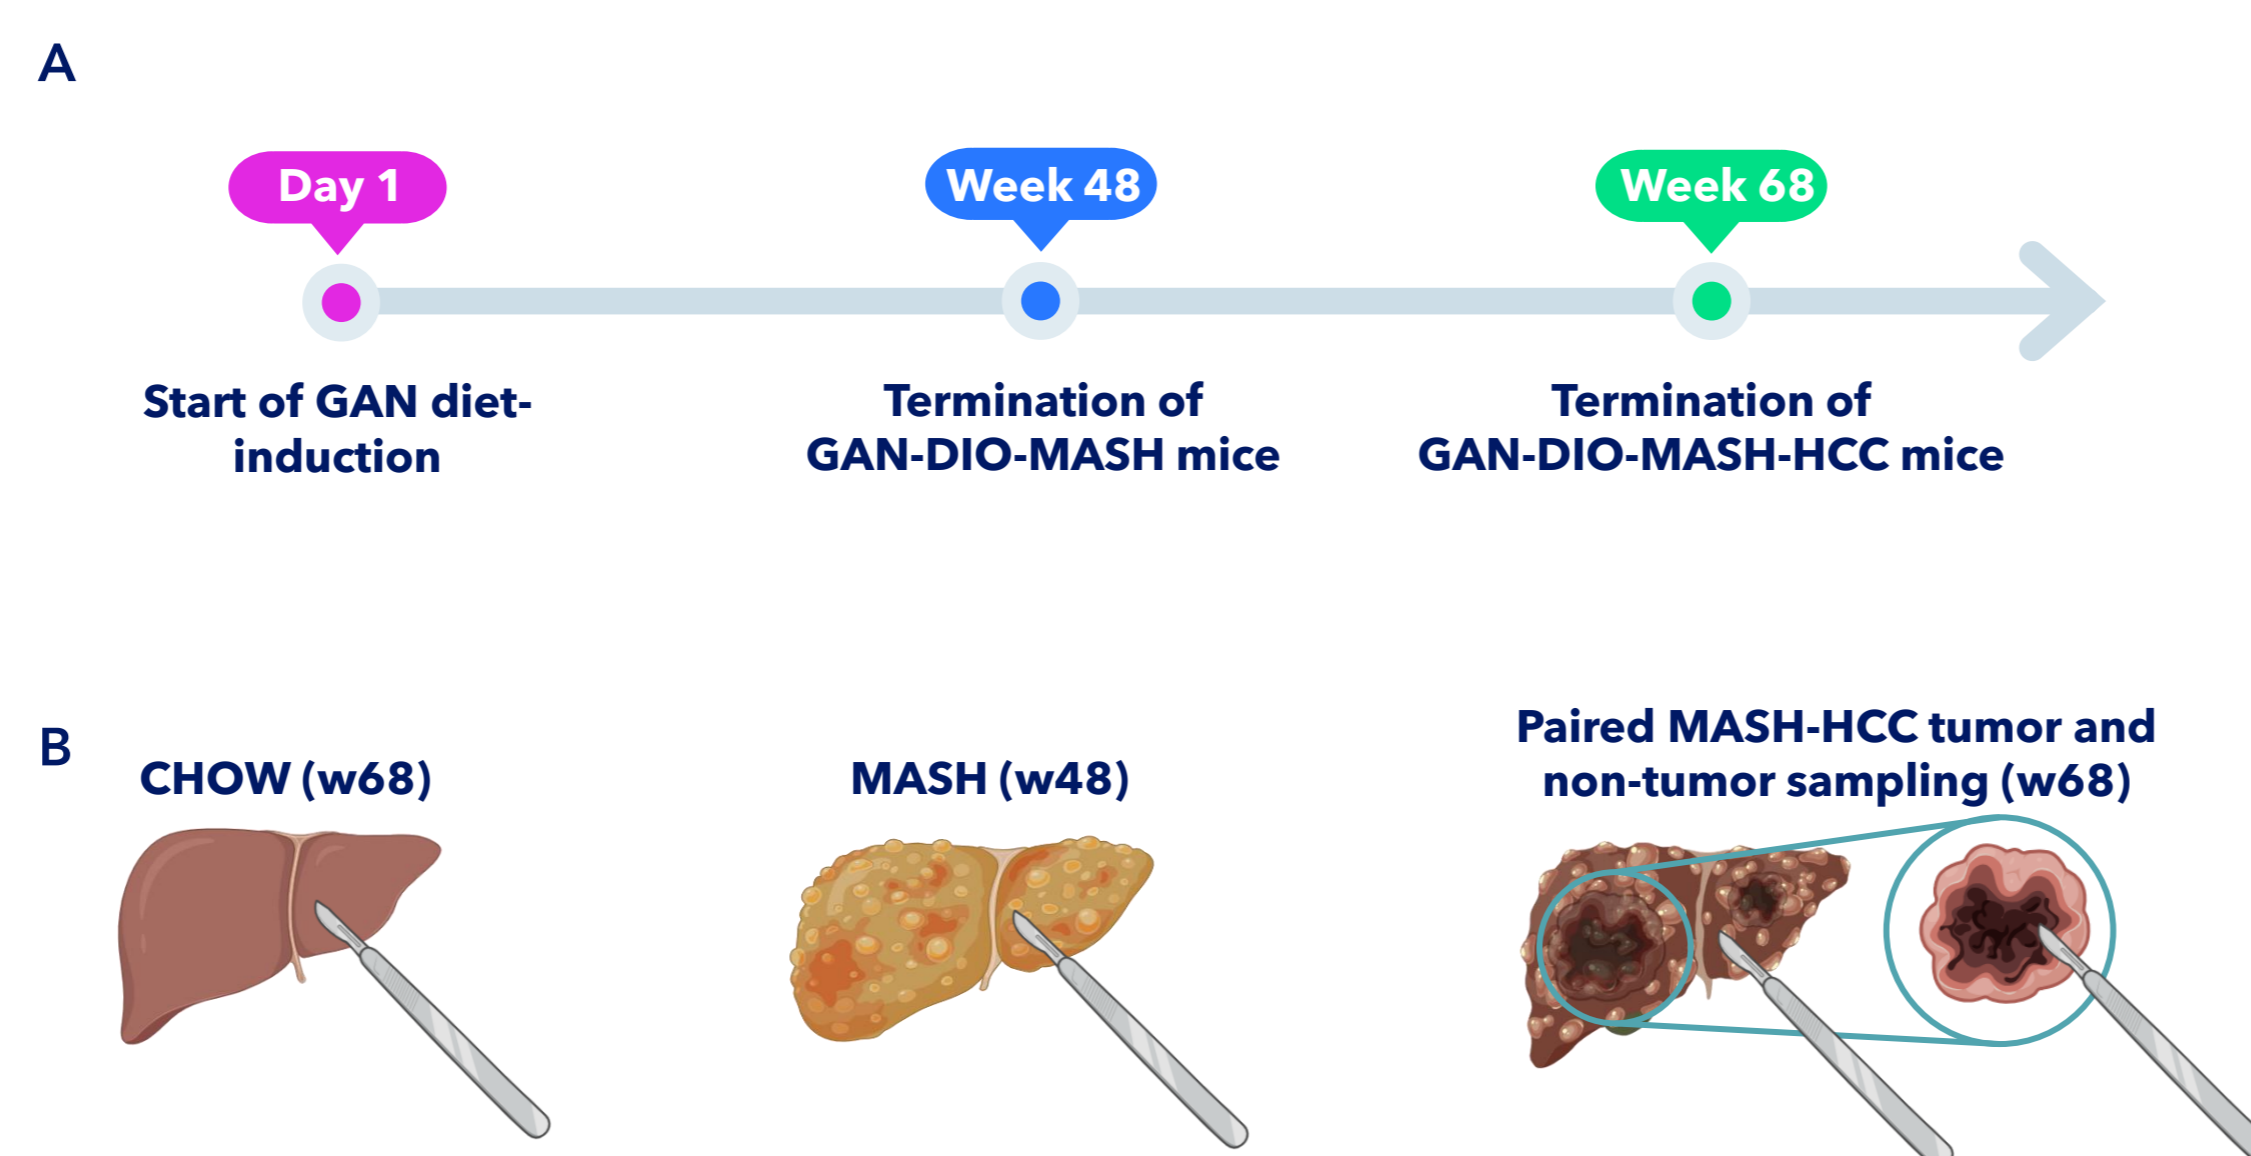 A
Day 1
Week 48
Week 68
Start of GAN diet-
induction
Termination of
GAN-DIO-MASH mice
Termination of
GAN-DIO-MASH-HCC mice
B
CHOW (w68)
MASH (w48)
Paired MASH-HCC tumor and
non-tumor sampling (w68)